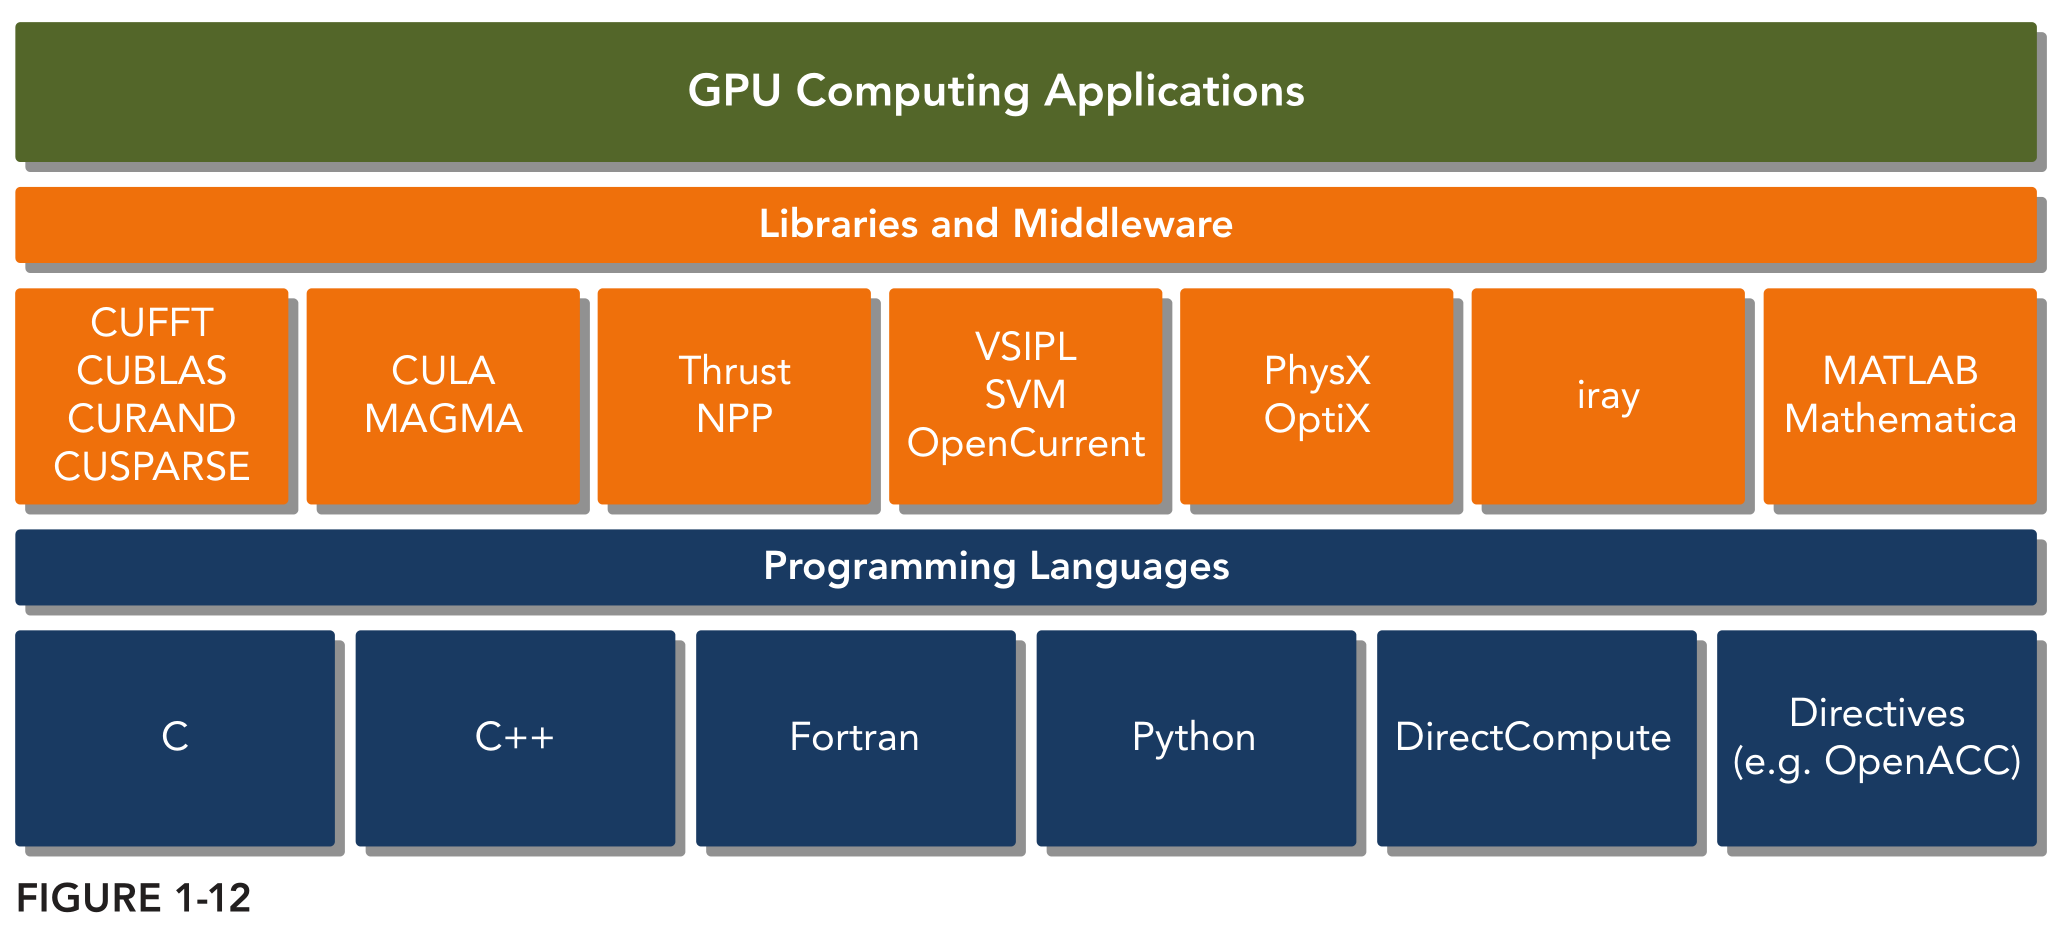 GPU Computing Applications
Libraries and Middleware
CUFFT
CUBLAS
CURAND
CUSPARSE
CULA
MAGMA
Thrust
NPP
VSIPL
SVM
OpenCurrent
PhysX
OptiX
iray
MATLAB
Mathematica
Programming Languages
C
C++
Fortran
Python
DirectCompute
Directives
(e.g. OpenACC)
FIGURE 1-12